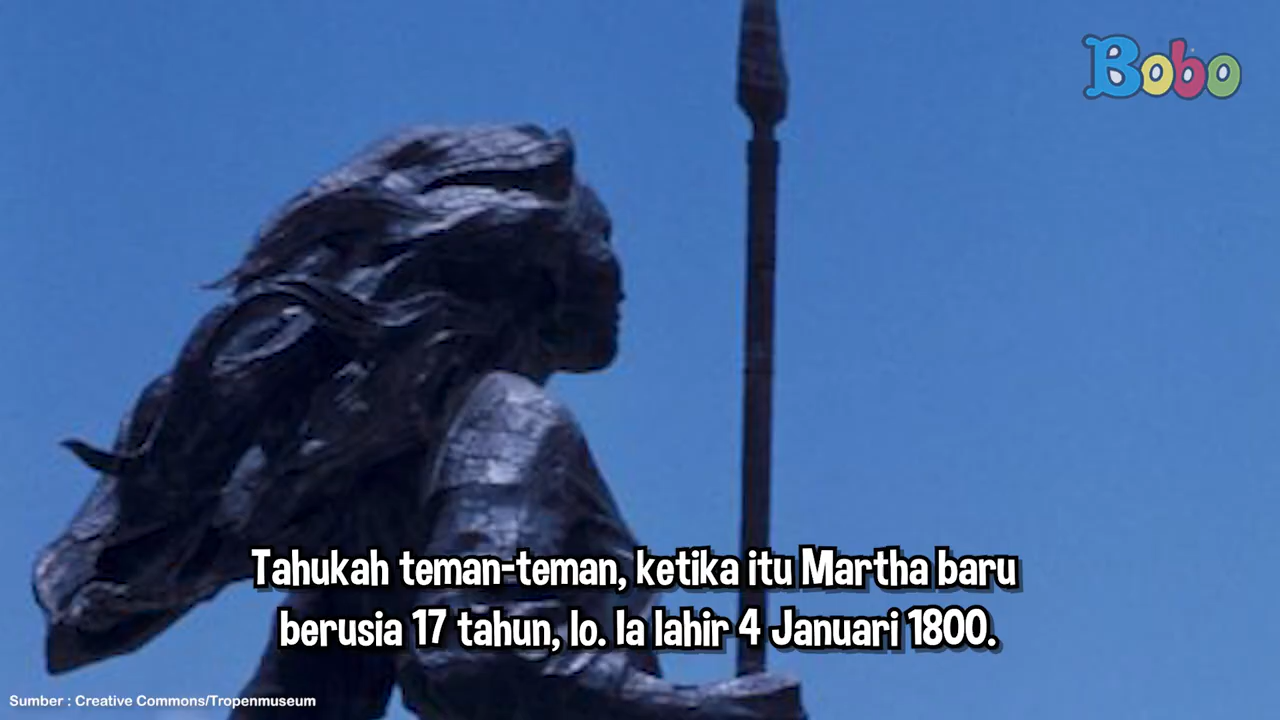 Bobo
Tahukah teman-teman, ketika itu Martha baru
berusia 17 tahun, lo. Ia lahir 4 Januari 1800.
Sumber : Creative Commons/Tropenmuseum